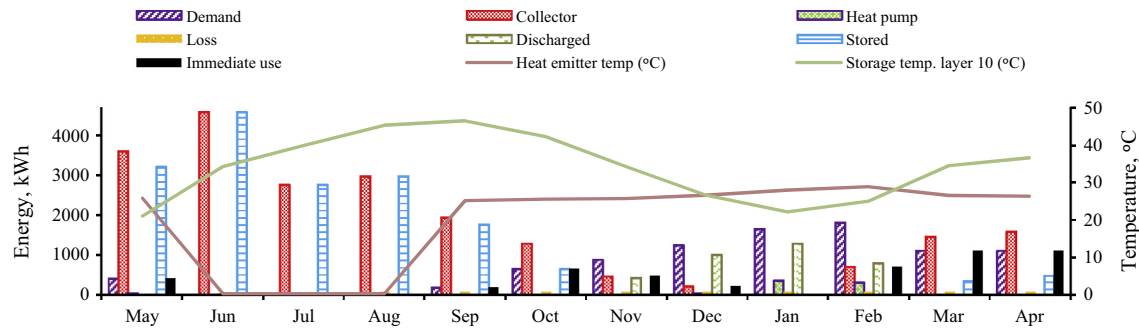 Demand Collector Heat pump
Loss Discharged Stored
Immediate use Heat emitter temp (°C) Storage temp. layer 10 (°C)
Energy, kWh
4000
3000
2000
1000
0
50
40
30
20
10
0
Temperature, °C
May Jun Jul Aug Sep Oct Nov Dec Jan Feb Mar Apr